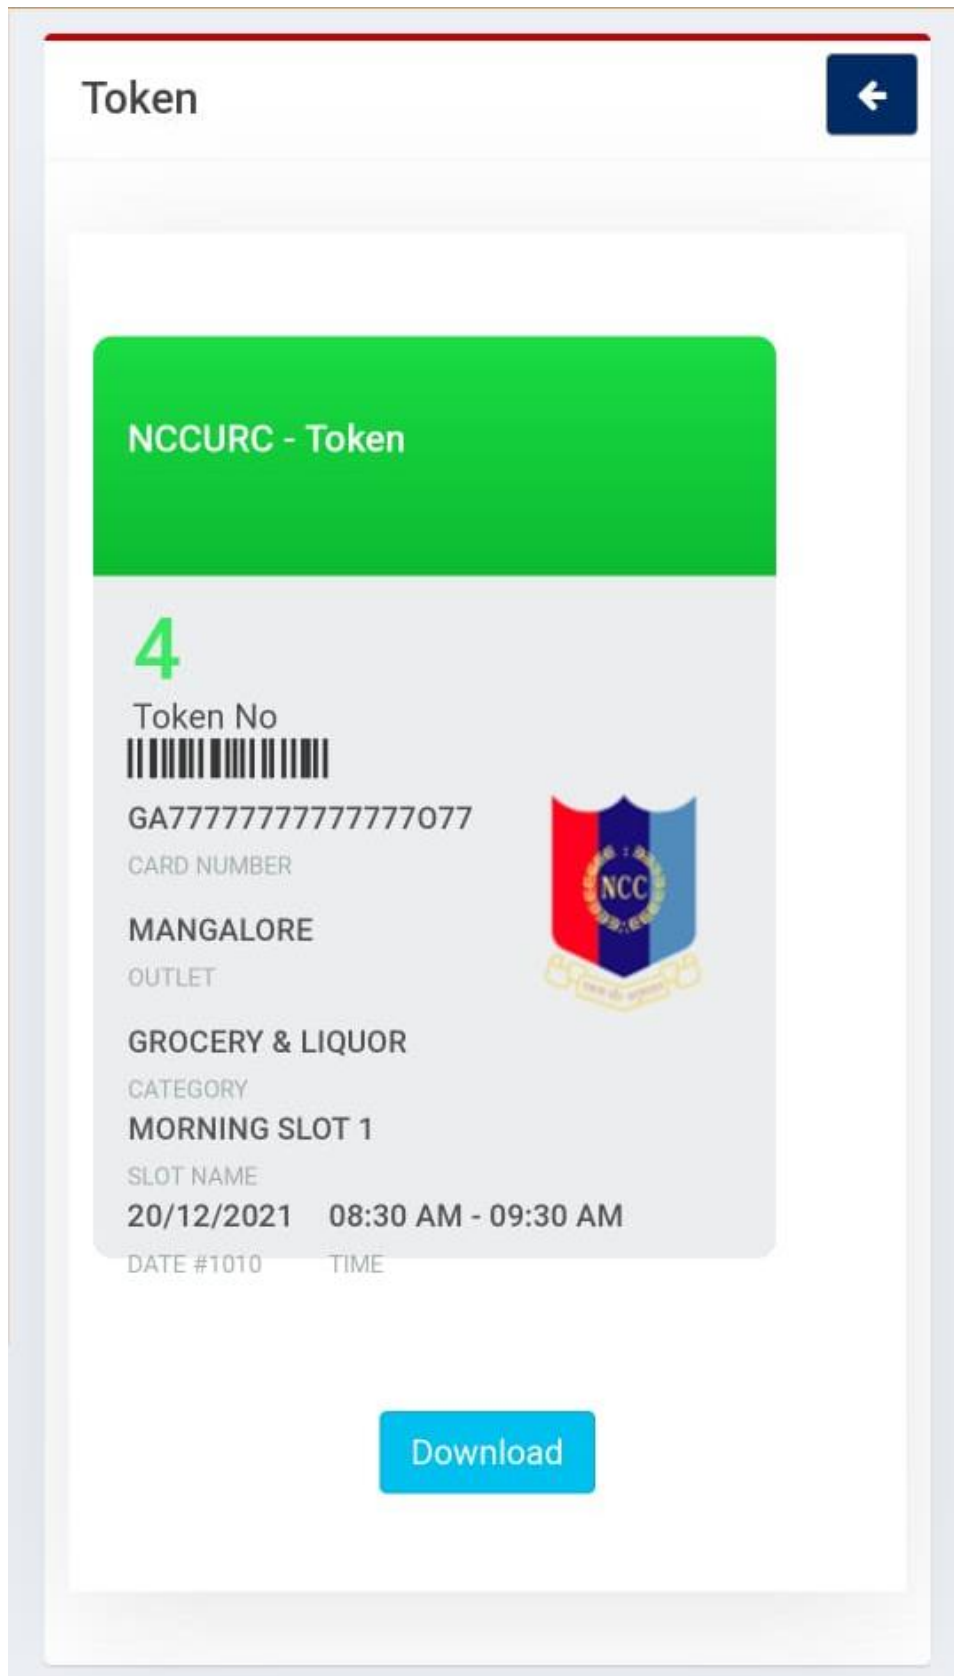 Token
NCCURC - Token
4
Token No
GA77777777777777O77
CARD NUMBER
NCC
MANGALORE
OUTLET
GROCERY & LIQUOR
CATEGORY
MORNING SLOT 1
SLOT NAME
20/12/2021 08:30 AM - 09:30 AM
DATE #1010 TIME
Download